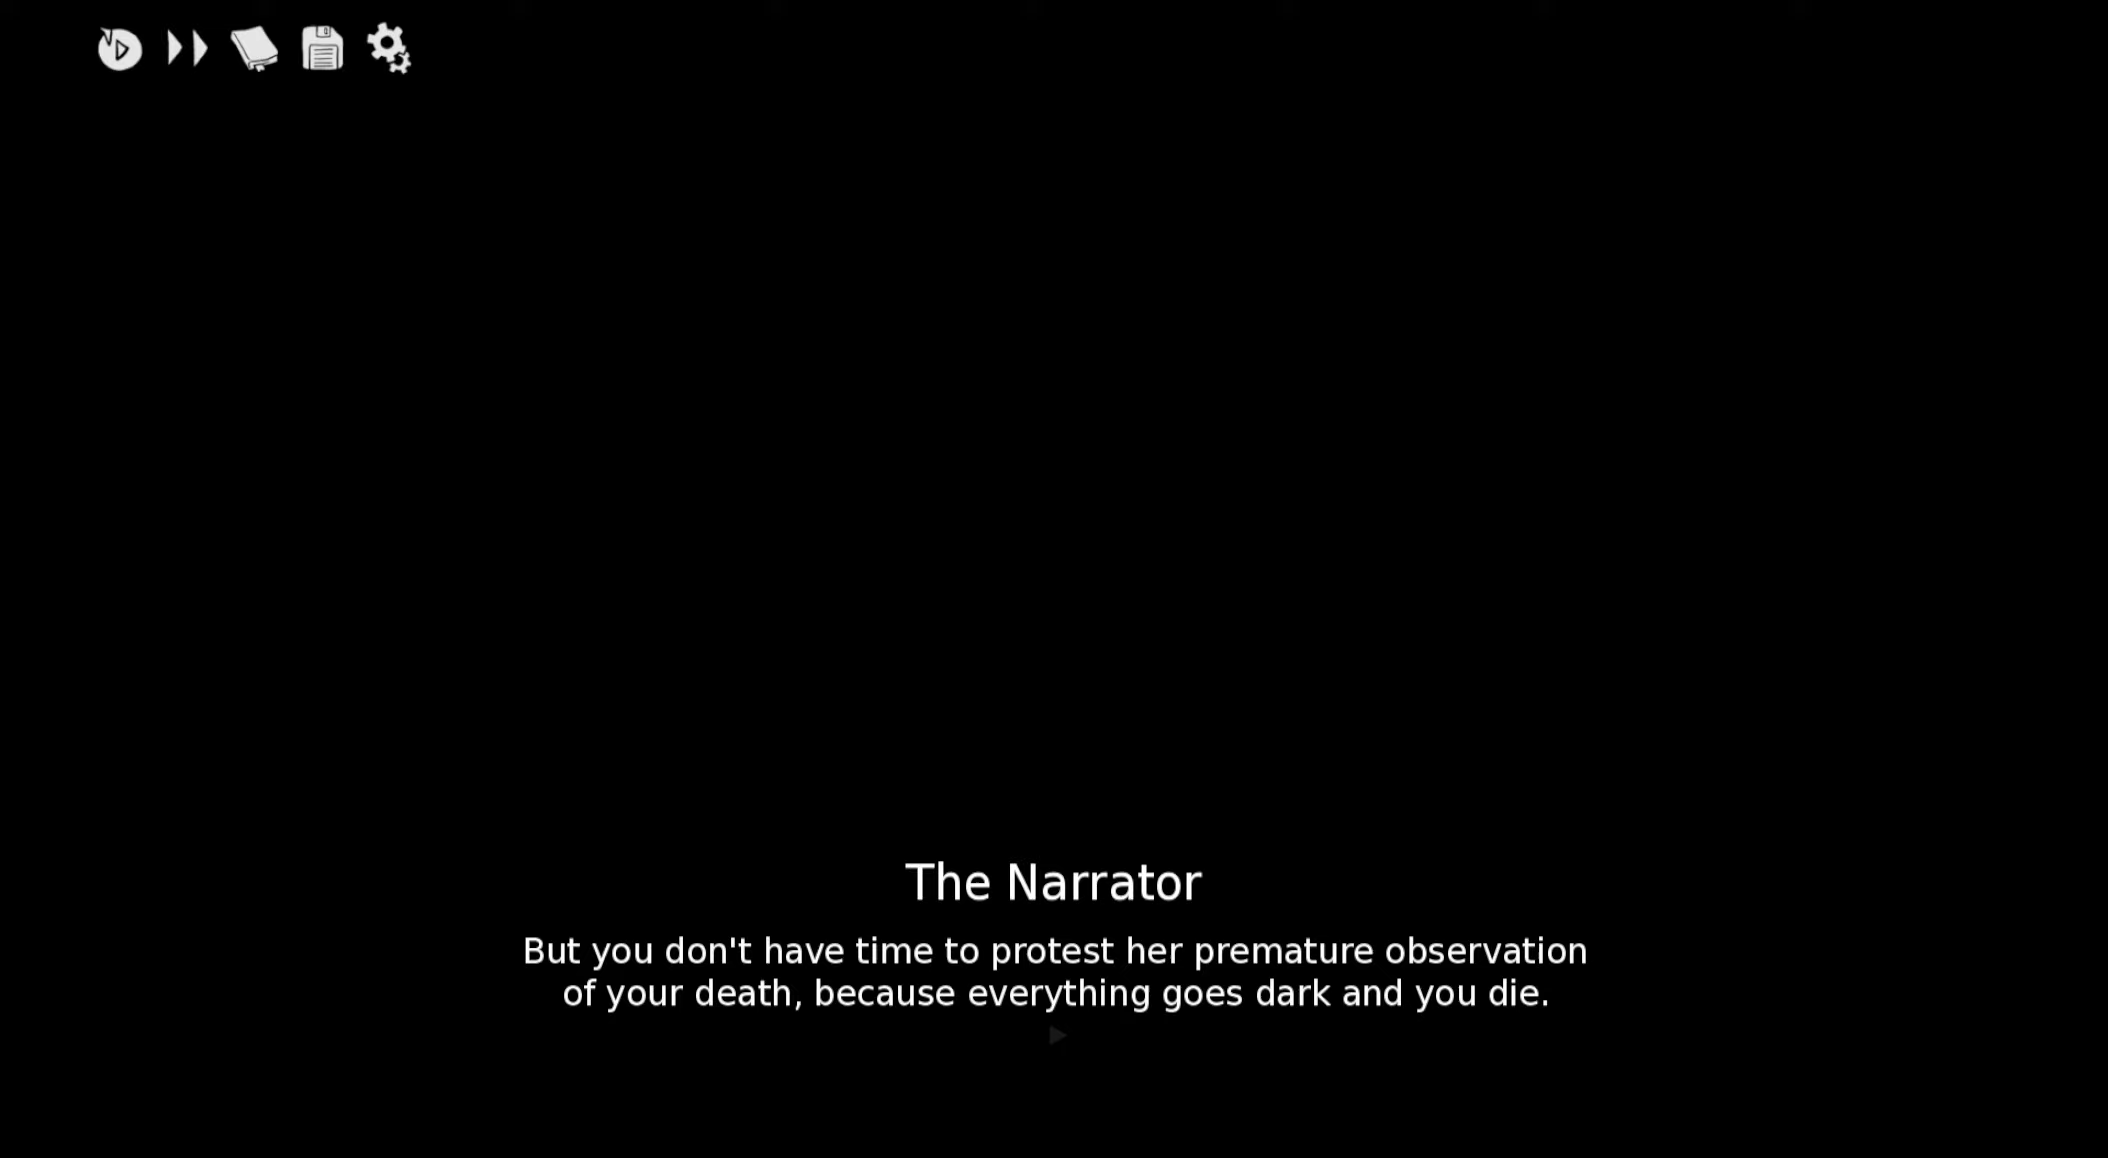 The Narrator
But you don't have time to protest her premature observation
of your death, because everything goes dark and you die.